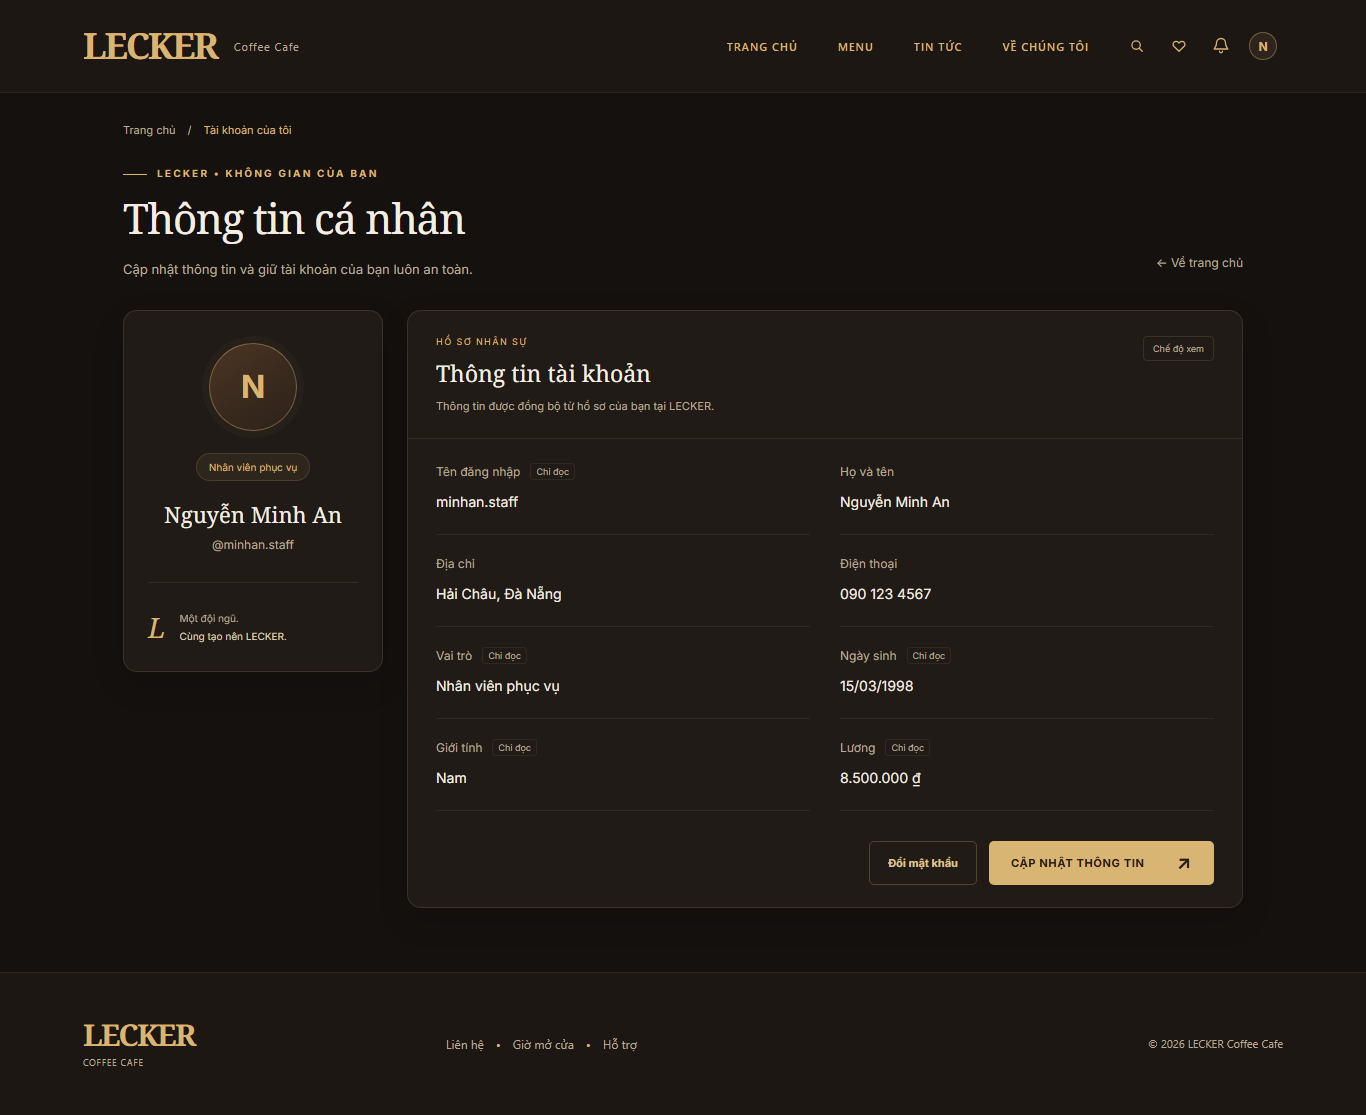 LECKER Coffee Cafe TRANG CHỦ MENU TIN TỨC VỀ CHÚNG TÔI N
Trang chủ / Tài khoản của tôi
LECKER • KHÔNG GIAN CỦA BẠN
Thông tin cá nhân
Cập nhật thông tin và giữ tài khoản của bạn luôn an toàn.
← Về trang chủ
N
Nhân viên phục vụ
Nguyễn Minh An
@minhan.staff
L
Một đội ngũ.
Cùng tạo nên LECKER.
HỒ SƠ NHÂN SỰ
Chế độ xem
Thông tin tài khoản
Thông tin được đồng bộ từ hồ sơ của bạn tại LECKER.
Tên đăng nhập Chỉ đọc
minhan.staff
Họ và tên
Nguyễn Minh An
Địa chỉ
Hải Châu, Đà Nẵng
Điện thoại
090 123 4567
Vai trò Chỉ đọc
Nhân viên phục vụ
Ngày sinh Chỉ đọc
15/03/1998
Giới tính Chỉ đọc
Nam
Lương Chỉ đọc
8.500.000 ₫
Đổi mật khẩu
CẬP NHẬT THÔNG TIN
LECKER
COFFEE CAFE
Liên hệ • Giờ mở cửa • Hỗ trợ
© 2026 LECKER Coffee Cafe